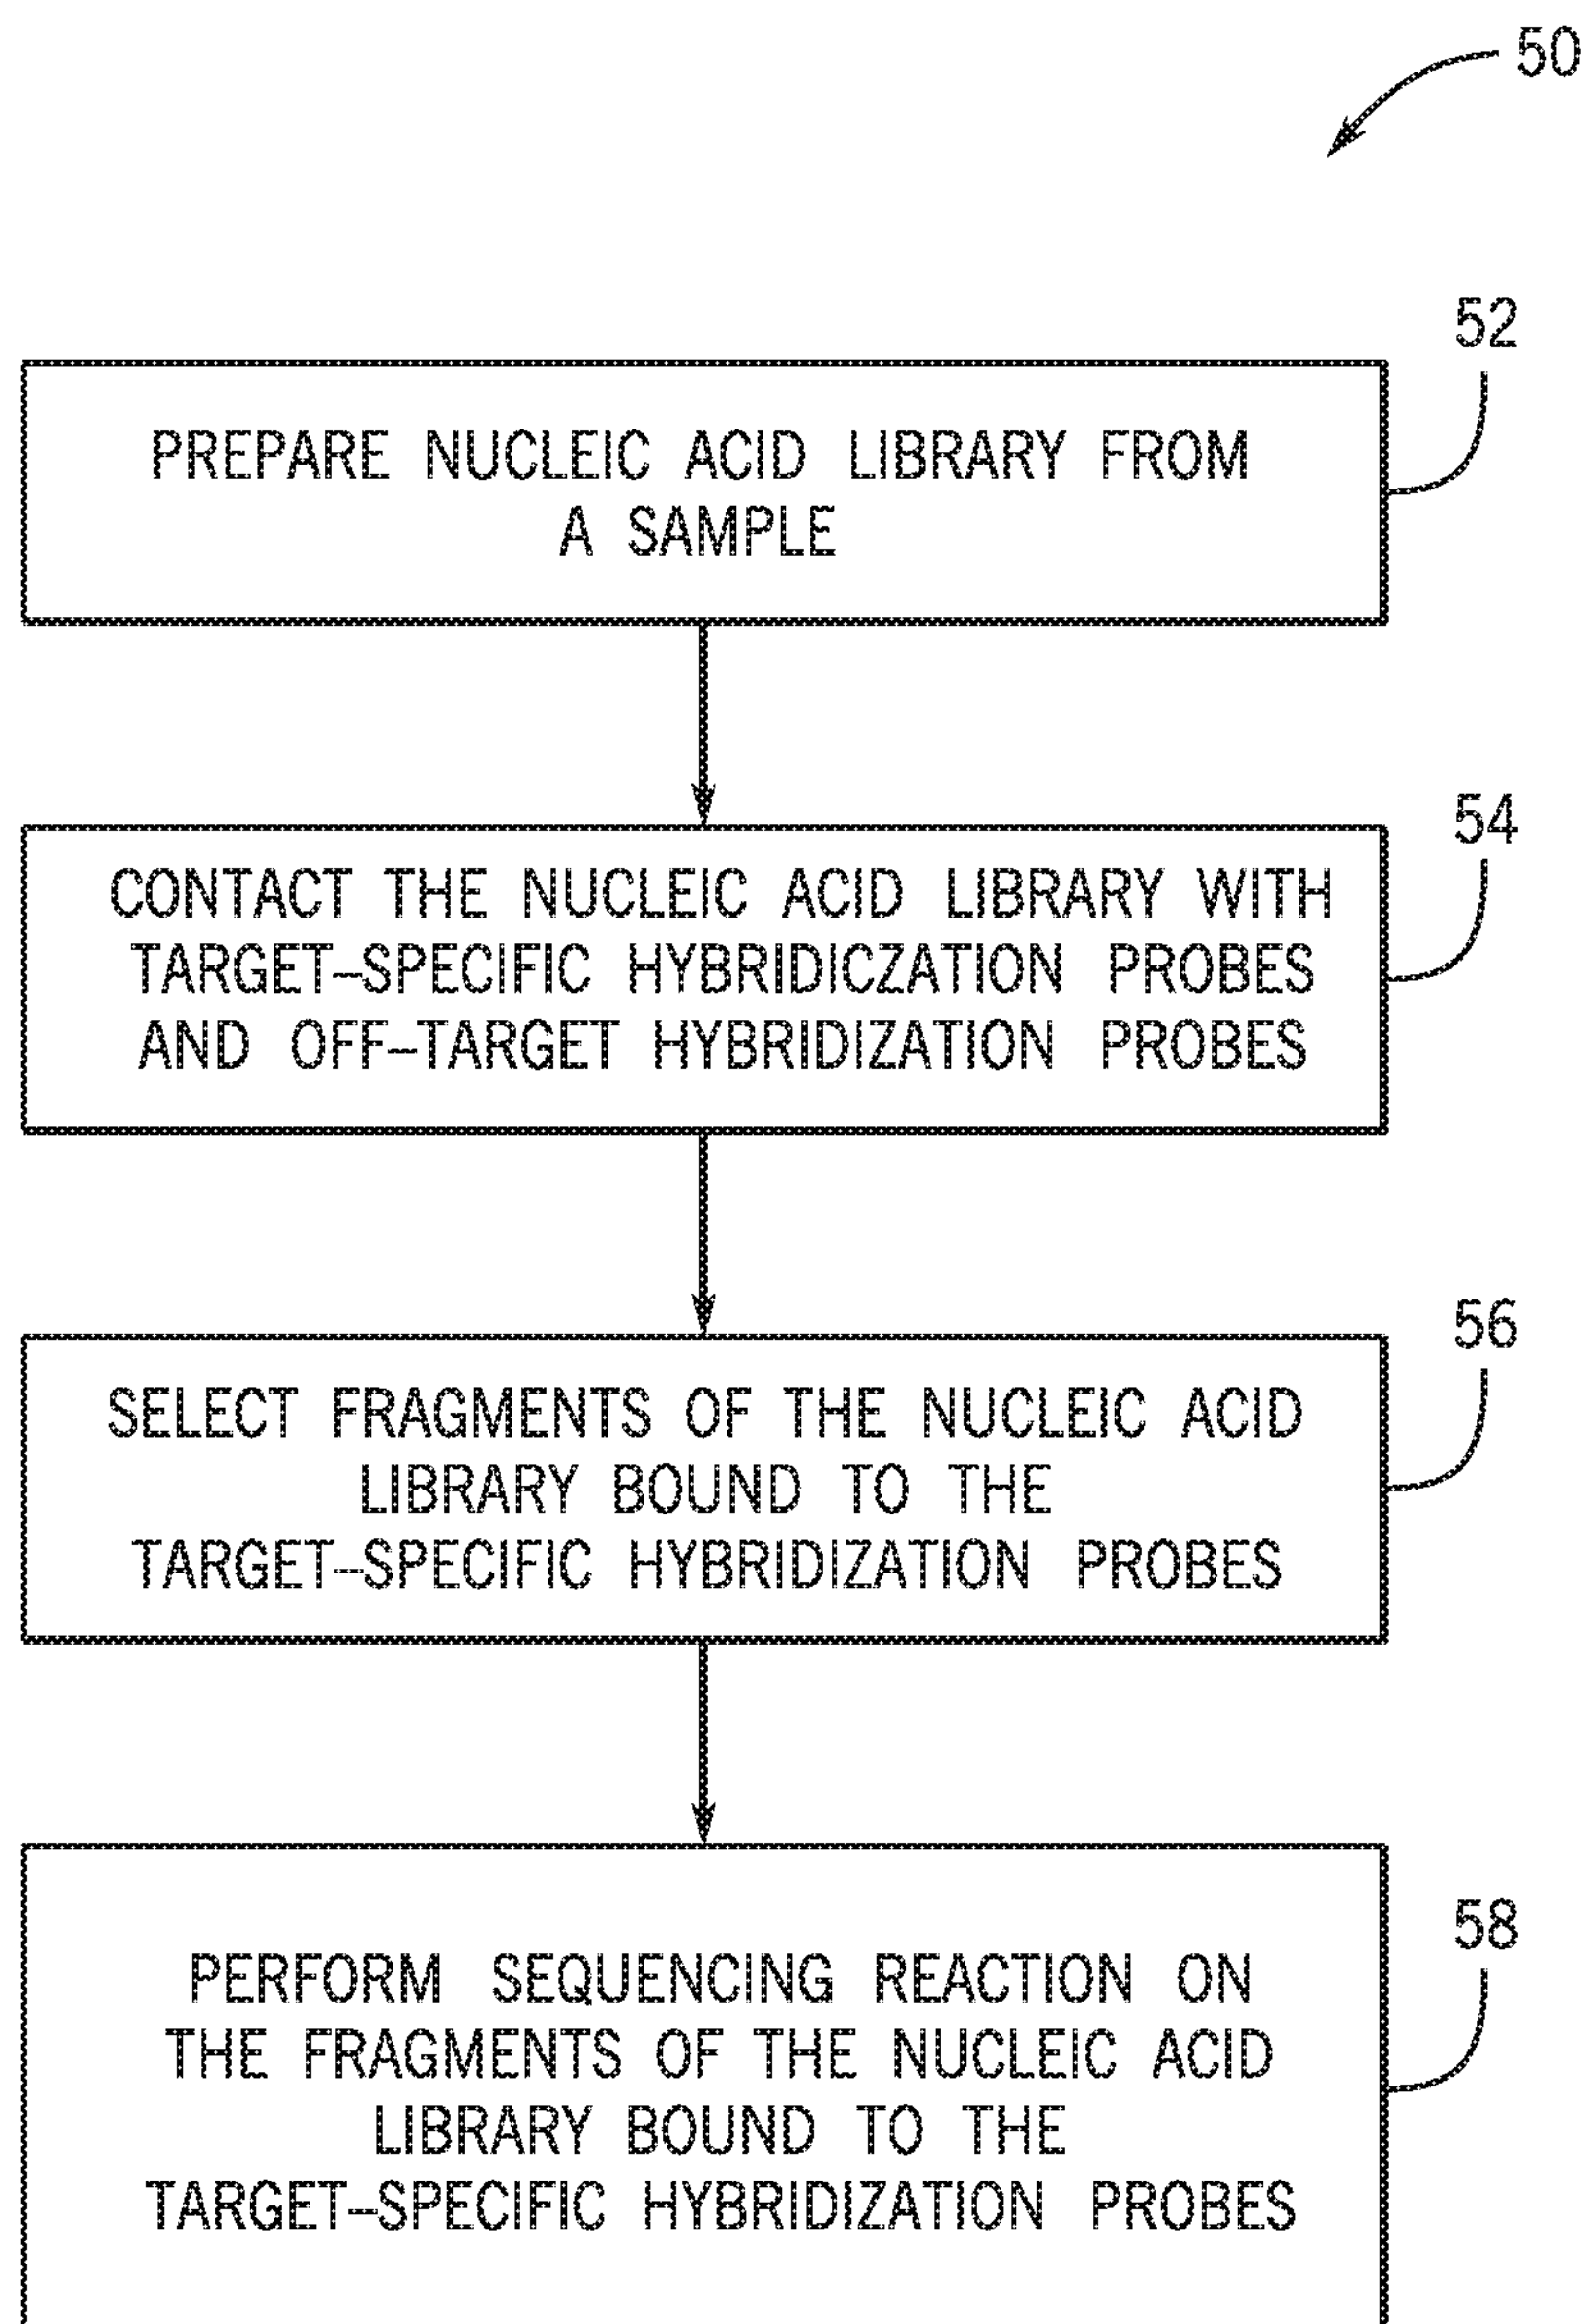 50
52
PREPARE NUCLEIC ACID LIBRARY FROM
A SAMPLE
54
CONTACT THE NUCLEIC ACID LIBRARY WITH
TARGET-SPECIFIC HYBRIDICZATION PROBES
AND OFF-TARGET HYBRIDIZATION PROBES
56
SELECT FRAGMENTS OF THE NUCLEIC ACID
LIBRARY BOUND TO THE
TARGET-SPECIFIC HYBRIDIZATION PROBES
58
PERFORM SEQUENCING REACTION ON
THE FRAGMENTS OF THE NUCLEIC ACID
LIBRARY BOUND TO THE
TARGET-SPECIFIC HYBRIDIZATION PROBES